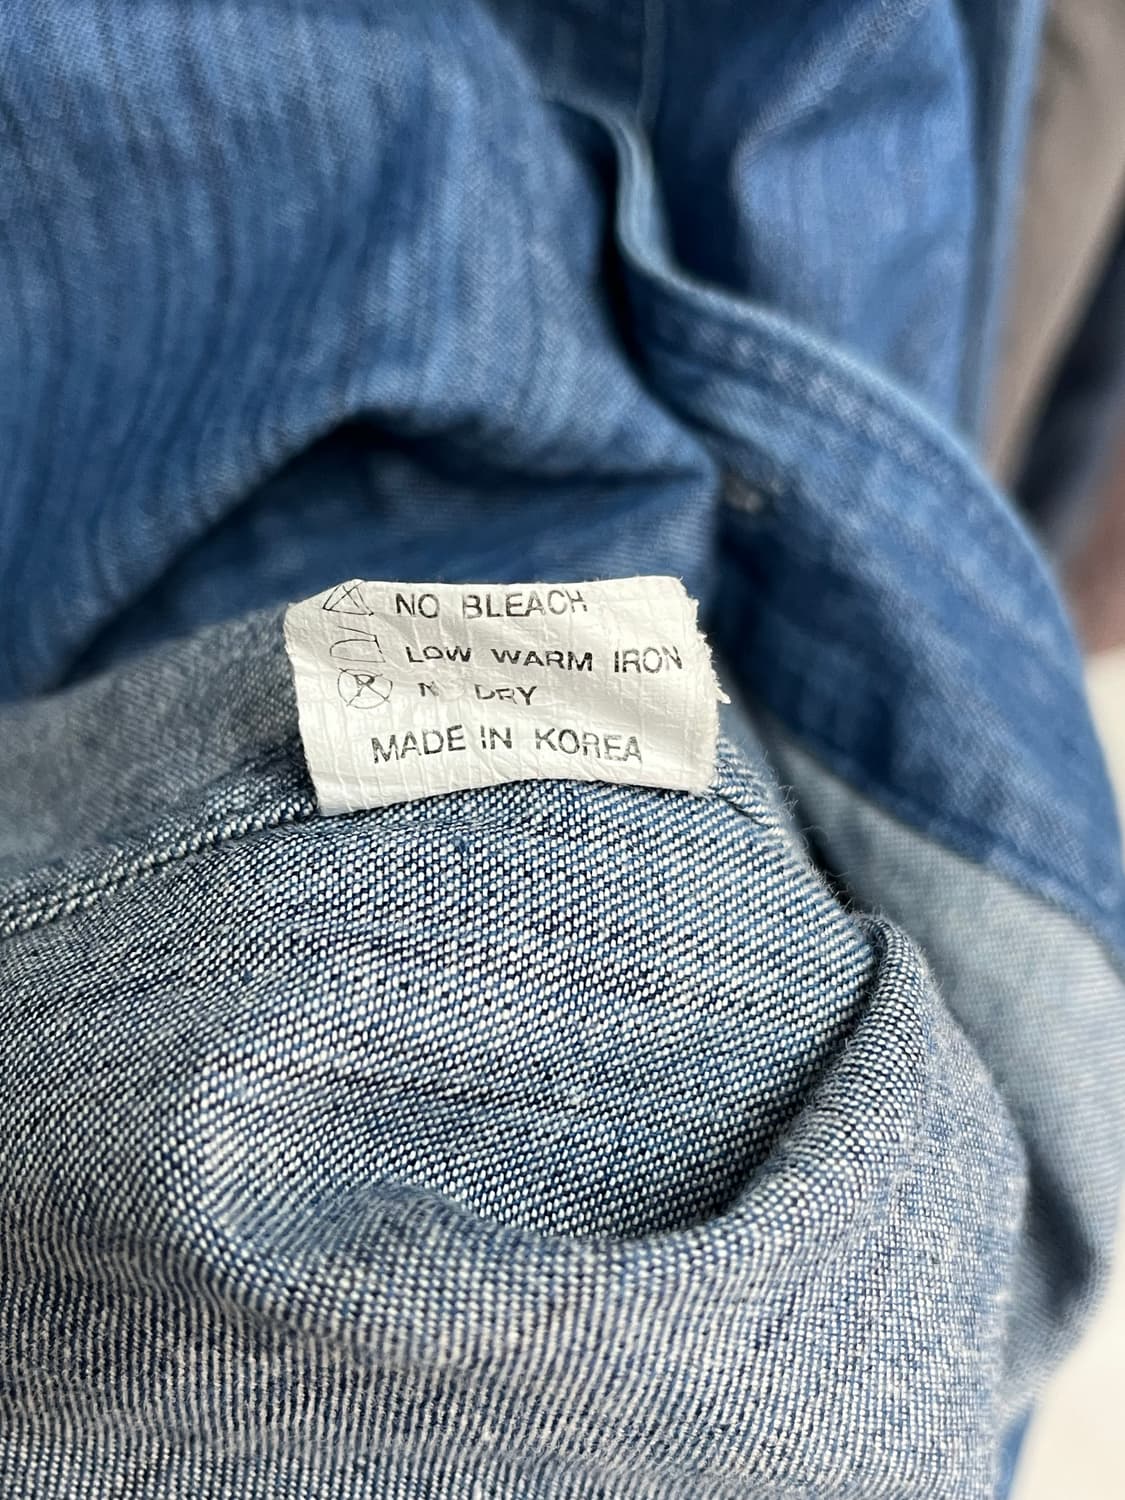 NO BLEACH
LOW WARM IRON
DRY
MADE IN KOREA